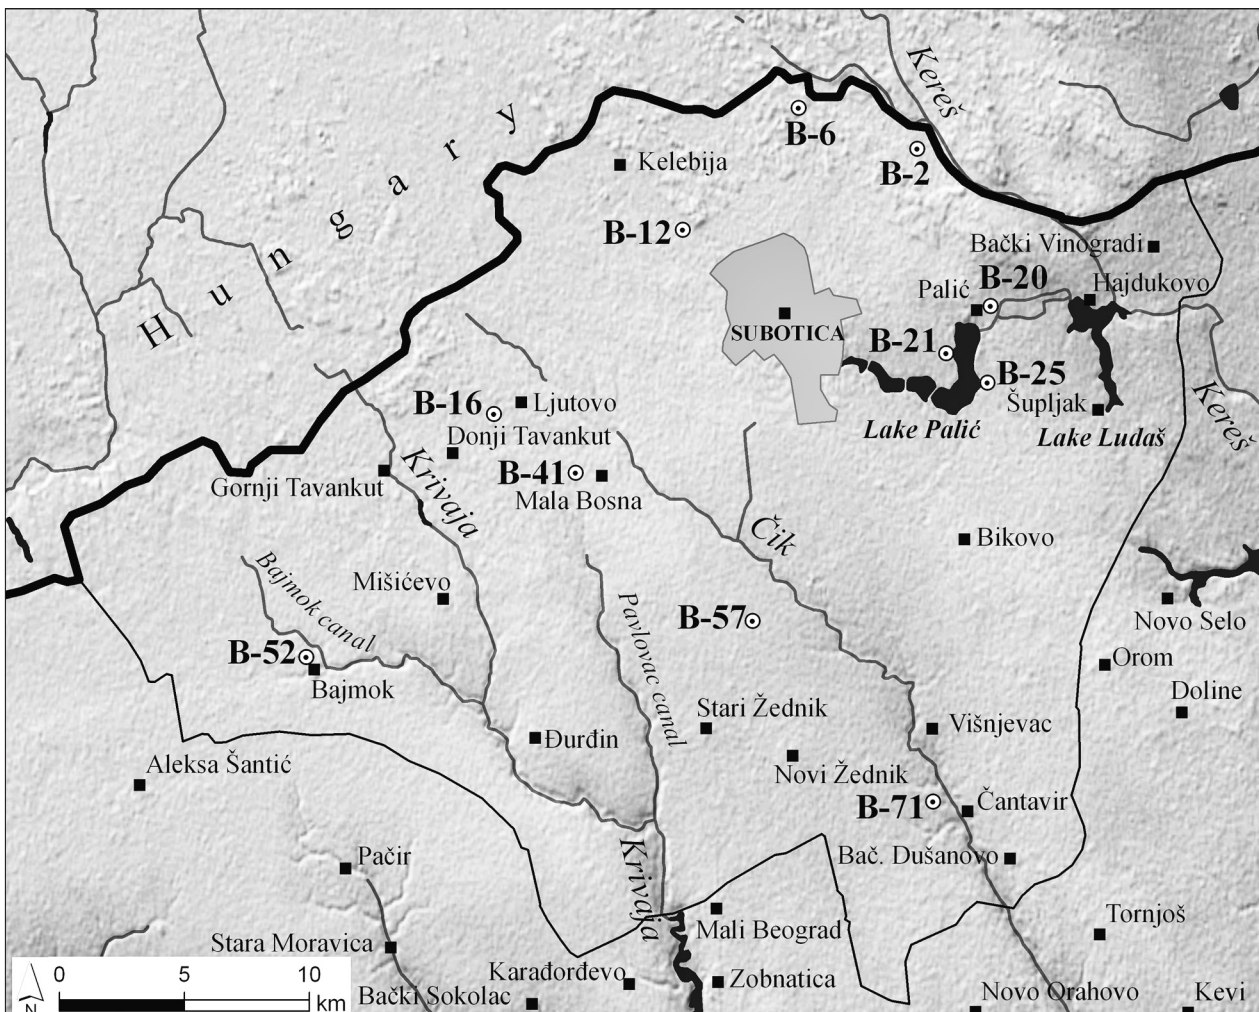 Kereš
B-6
B-2
Kelebija
Hungary
B-12
Bački Vinogradi
B-20
Palić
Hajdukovo
SUBOTICA
B-21
B-25
Šupljak
Lake Palić
Lake Ludaš
Kereš
B-16
Ljutovo
Donji Tavankut
Gornji Tavankut
Krivaja
B-41
Mala Bosna
Čik
Bikovo
Bajmok canal
Mišićevo
Pavlovac canal
B-57
Novo Selo
B-52
Bajmok
Orom
Doline
Stari Žednik
Višnjevac
Đurđin
Novi Žednik
Aleksa Šantić
B-71
Čantavir
Pačir
Krivaja
Bač. Dušanovo
Mali Beograd
Tornjoš
Stara Moravica
Karađorđevo
Zobnatica
Bački Sokolac
Novo Orahovo
Kevi
0 5 10
km
N